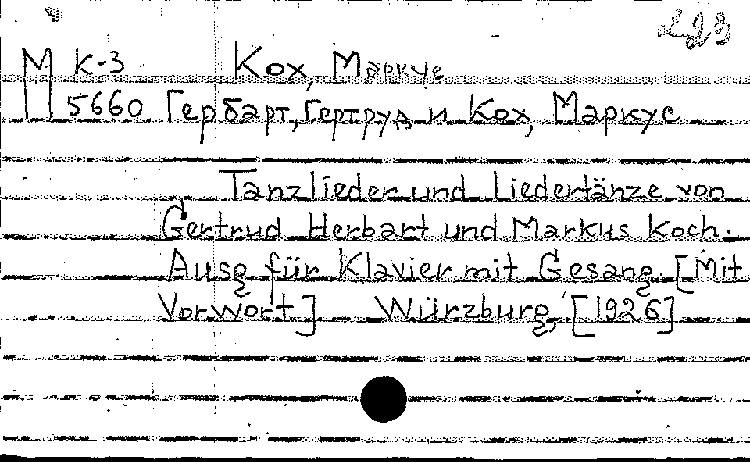 М К-3 Кох, Маркус
5660 Гербарт, Гертруд и Кох, Маркус
Tanzlieder und Liedertänze von
Gertrud Herbart und Markus Koch.
Ausg für Klavier mit Gesang. [Mit
Vorwort] Würzburg, [1926]